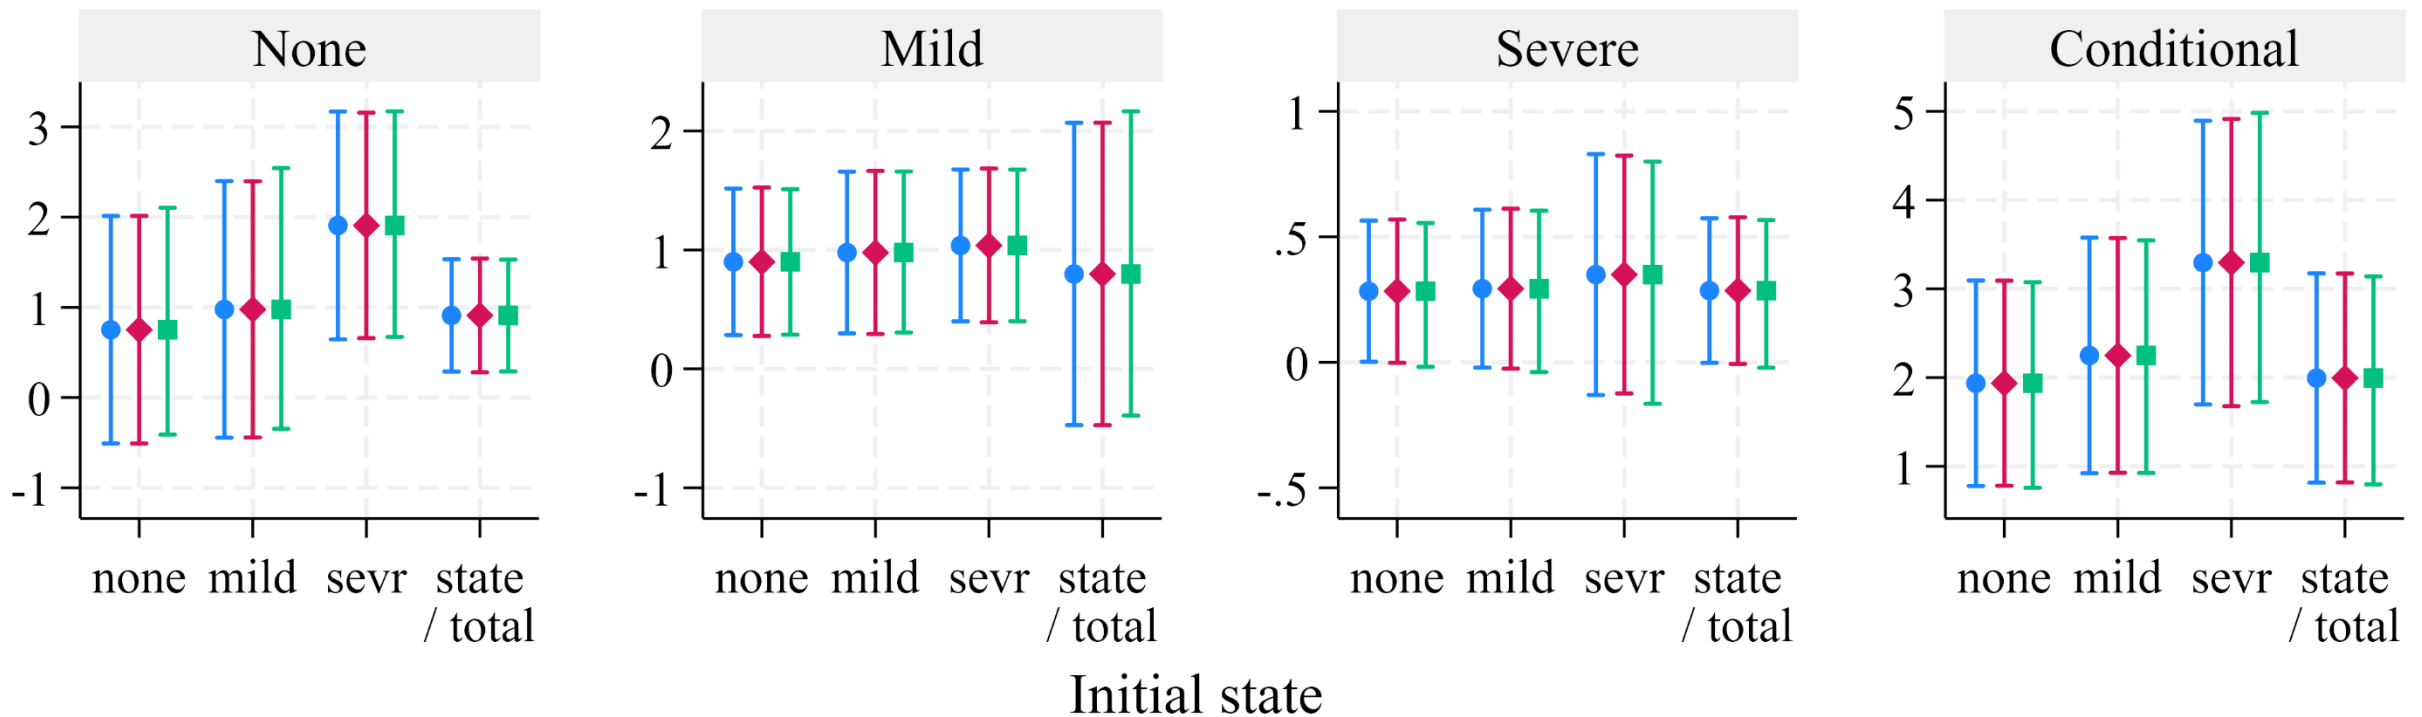 None
Mild
Severe
Conditional
3
2
1
0
-1
2
1
0
-1
1
.5
0
-.5
5
4
3
2
1
none mild sevr state
/ total
none mild sevr state
/ total
none mild sevr state
/ total
none mild sevr state
/ total
Initial state